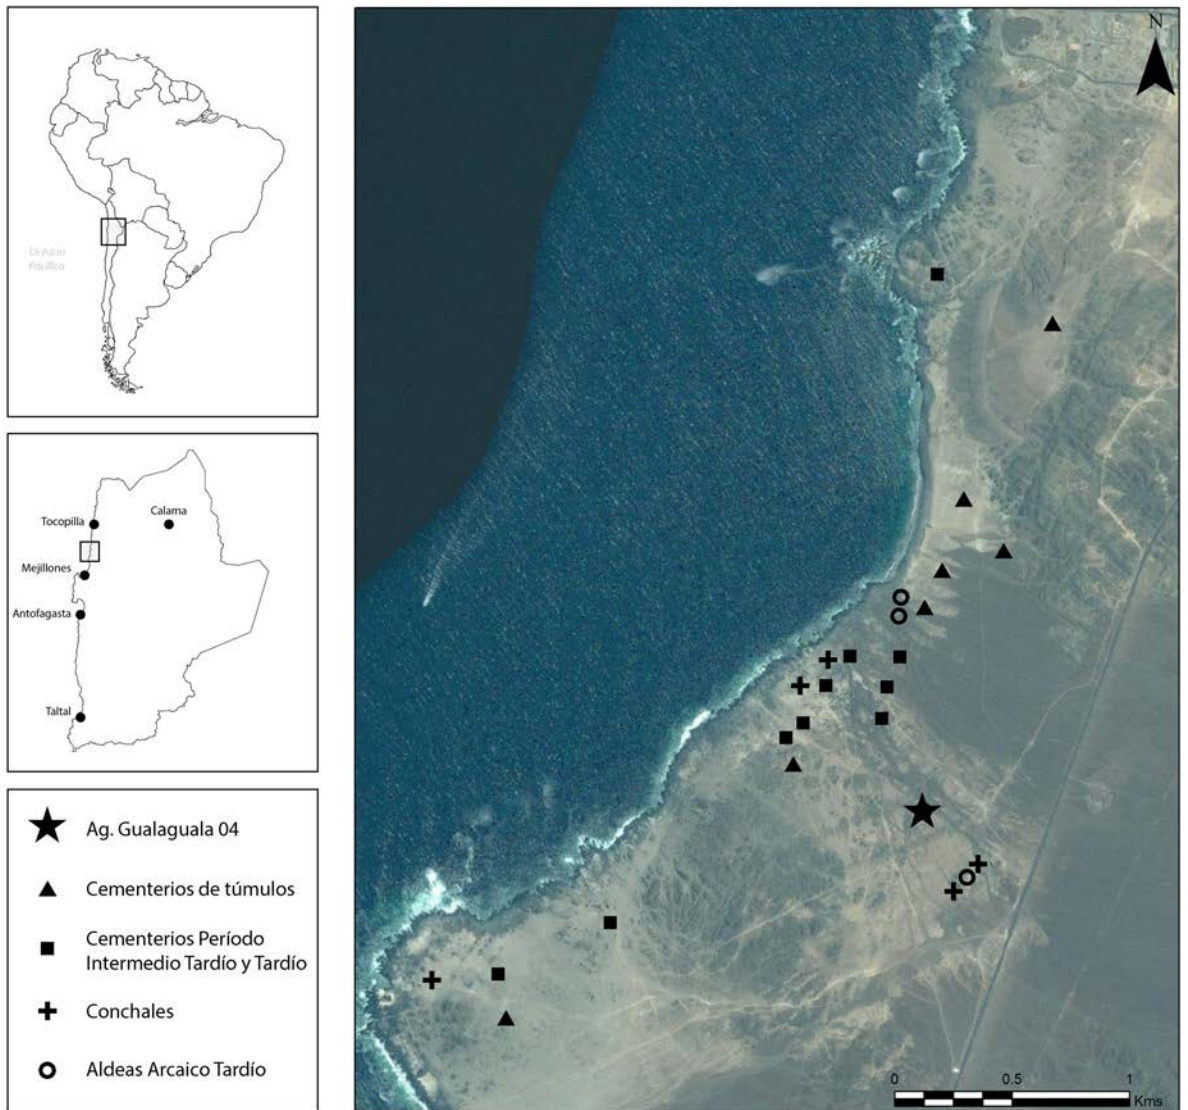 Océano
Pacífico
Tocopilla
Calama
Mejillones
Antofagasta
Taltal
Ag. Gualaguala 04
Cementerios de túmulos
Cementerios Período
Intermedio Tardío y Tardío
Conchales
Aldeas Arcaico Tardío
N
0 0.5 1
Kms